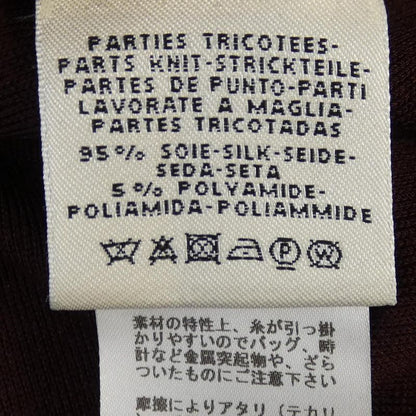 PARTIES TRICOTEES-
PARTS KNIT-STRICKTEILE-
PARTES DE PUNTO-PARTI
LAVORATE A MAGLIA-
PARTES TRICOTADAS
95% SOIE-SILK-SEIDE-
SEDA-SETA
5% POLYAMIDE-
POLIAMIDA-POLIAMMIDE
P W
素材の特性上、糸が引っ掛
かりやすいのでバッグ、時
計など金属突起物や、ざら
ついたものにご注意下さい
摩擦によりアタリ（テカリ